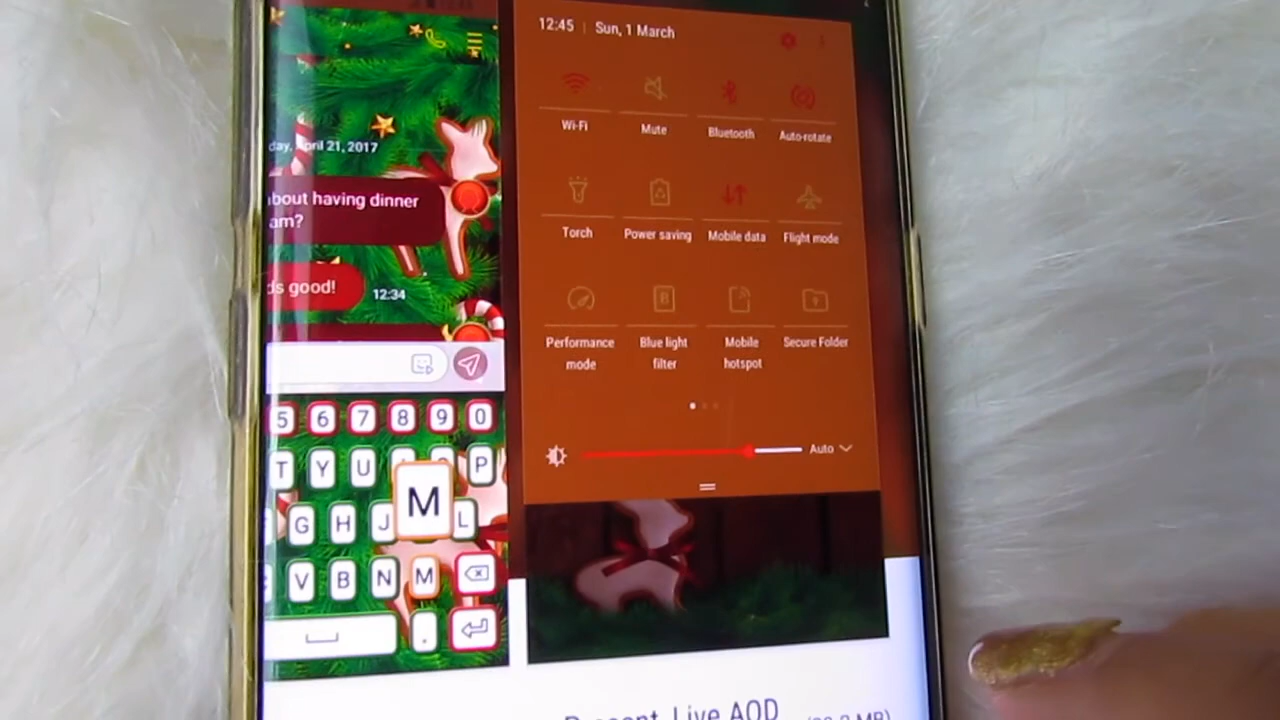 day, April 21, 2017
about having dinner
am?
ds good!
12:34
5 6 7 8 9 0
T Y U P
G H J L
M
V B N M
.
12:45 | Sun, 1 March
Wi-Fi
Mute
Bluetooth
Auto-rotate
Torch
Power saving
Mobile data
Flight mode
Performance
mode
Blue light
filter
Mobile
hotspot
Secure Folder
Auto
Live AOD
MB)